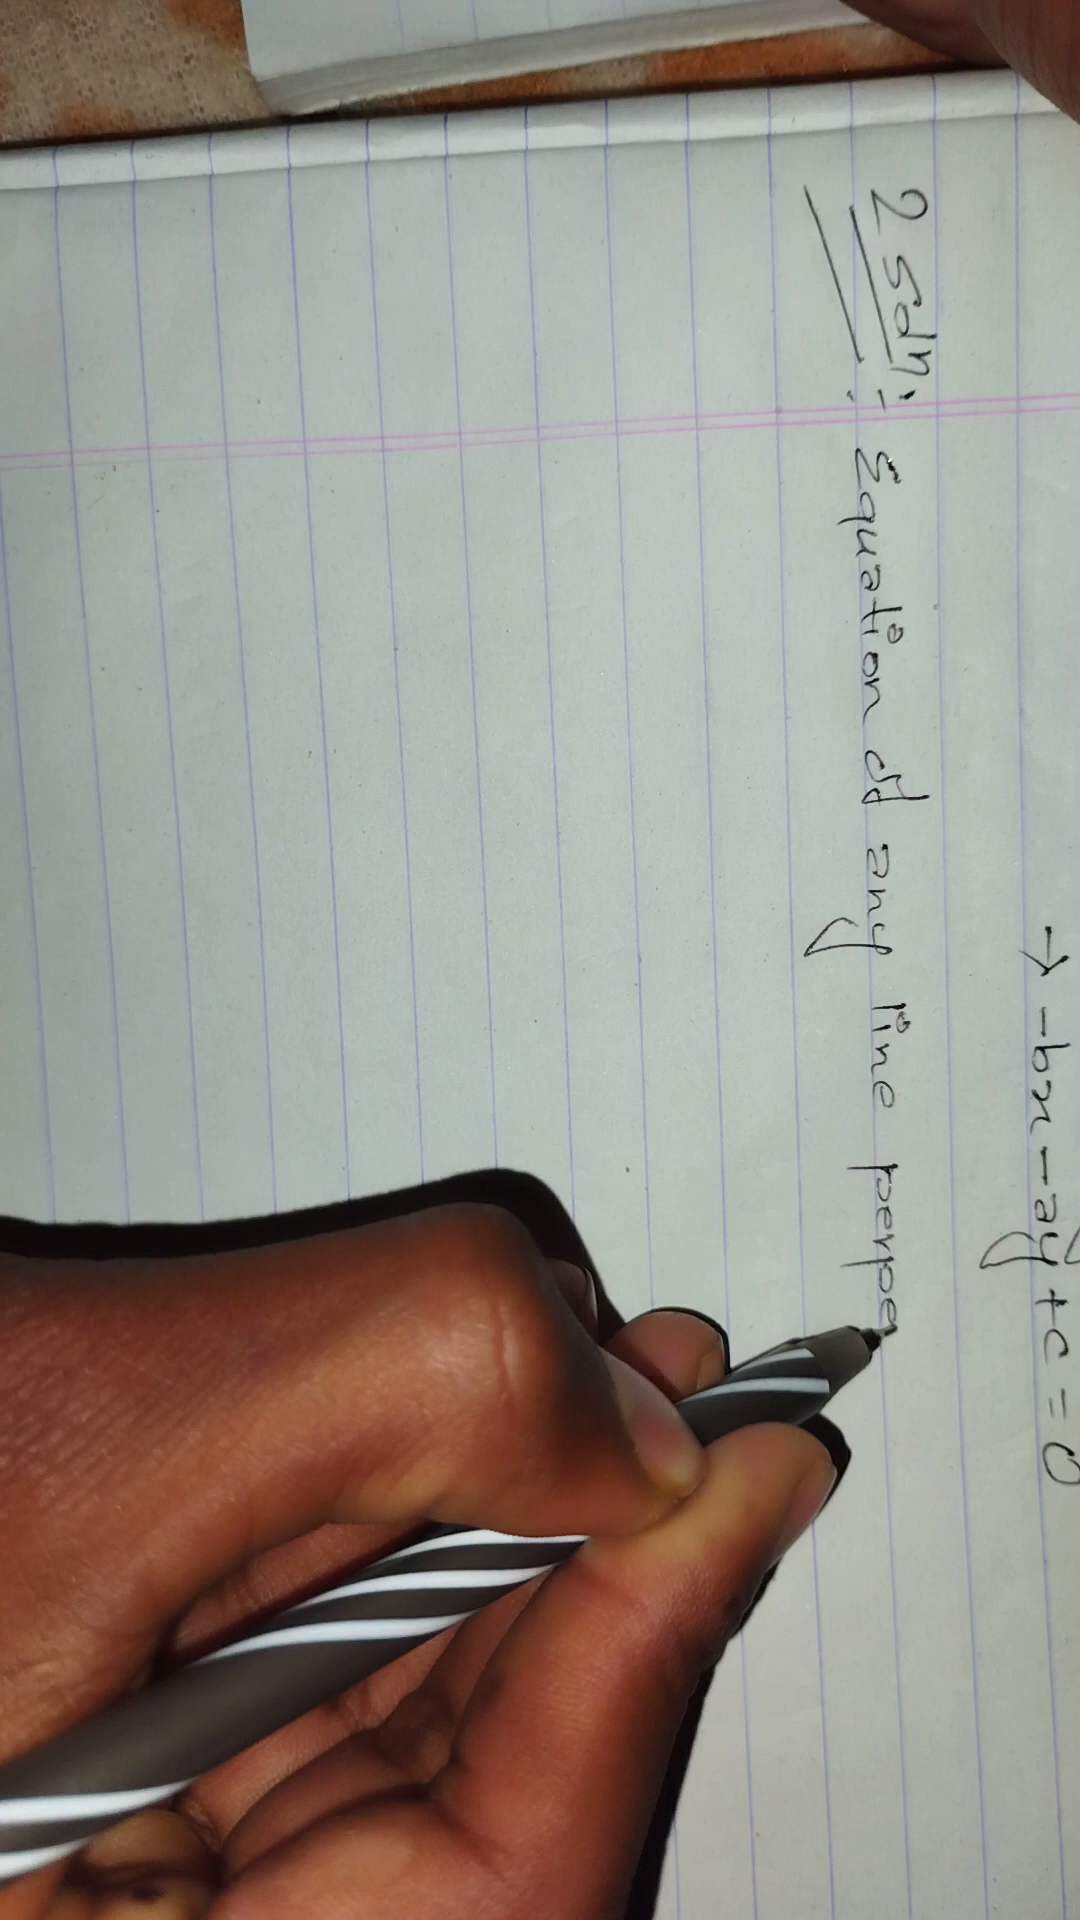 → -bx - ay + c = 0
2 Soln:- Equation of any line perpe